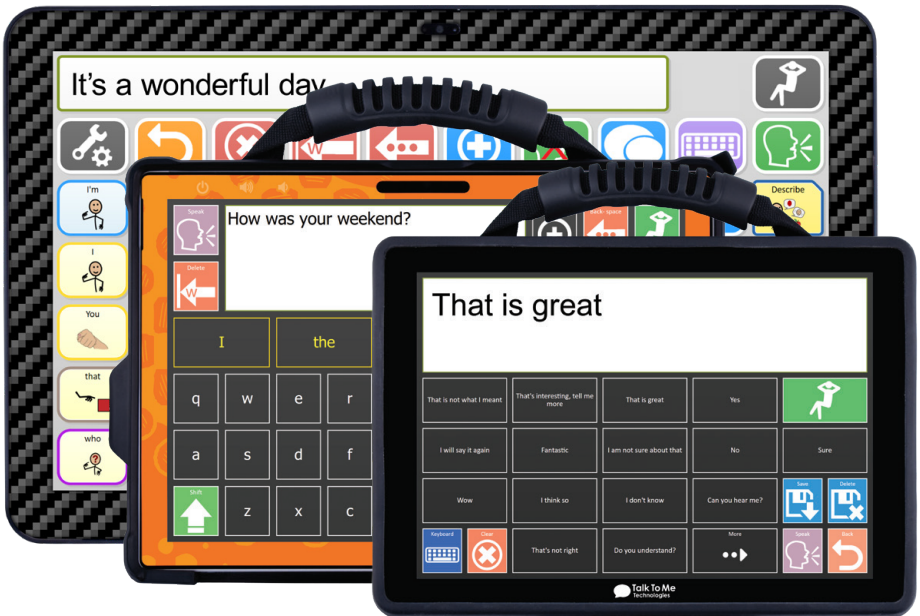 It's a wonderful day
I'm
I
You
that
who
Describe
W
Speak
How was your weekend?
Back- space
Delete
W
I
the
q
w
e
r
a
s
d
f
Shift
z
x
c
That is great
That is not what I meant
That's interesting, tell me
more
That is great
Yes
I will say it again
Fantastic
I am not sure about that
No
Sure
Wow
I think so
I don't know
Can you hear me?
Save
Delete
Keyboard
Clear
That's not right
Do you understand?
More
Speak
Back
Talk To Me
Technologies